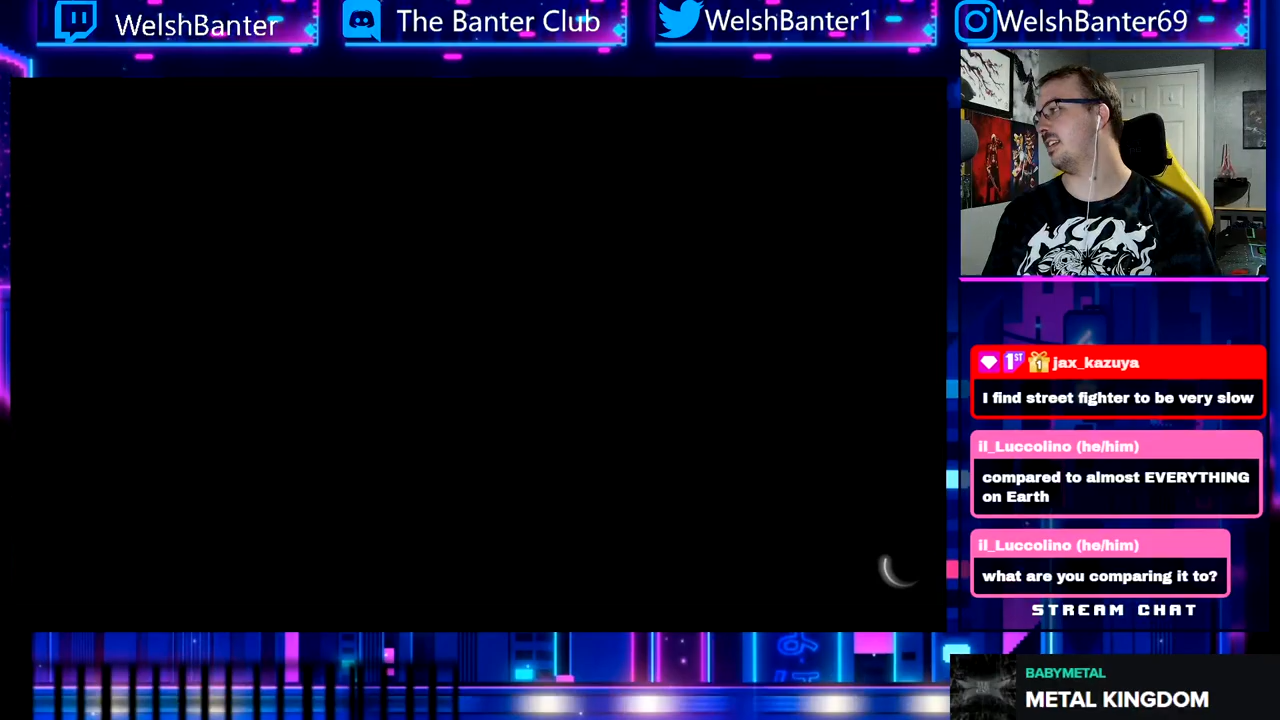 WelshBanter
The Banter Club
WelshBanter1
WelshBanter69
NYX
1ST 1 jax_kazuya
I find street fighter to be very slow
il_Luccolino (he/him)
compared to almost EVERYTHING
on Earth
il_Luccolino (he/him)
what are you comparing it to?
STREAM CHAT
BABYMETAL
METAL KINGDOM